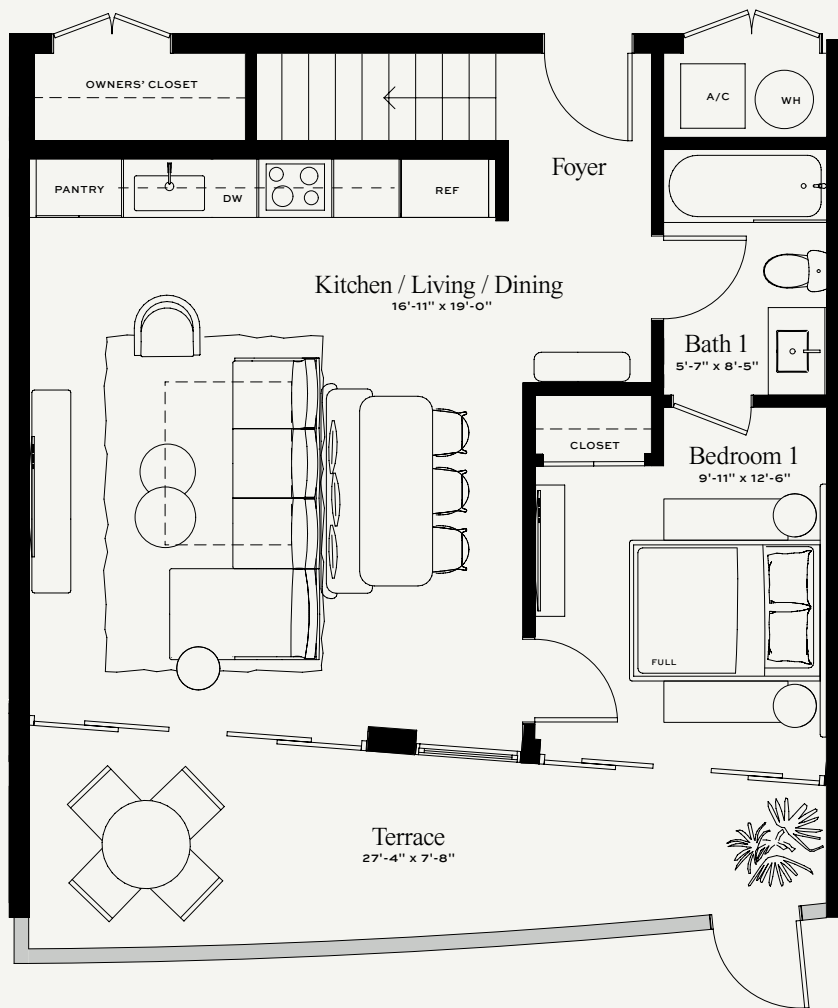 OWNERS' CLOSET
A/C
WH
Foyer
PANTRY
DW
REF
Kitchen / Living / Dining
16'-11" x 19'-0"
Bath 1
5'-7" x 8'-5"
CLOSET
Bedroom 1
9'-11" x 12'-6"
FULL
Terrace
27'-4" x 7'-8"